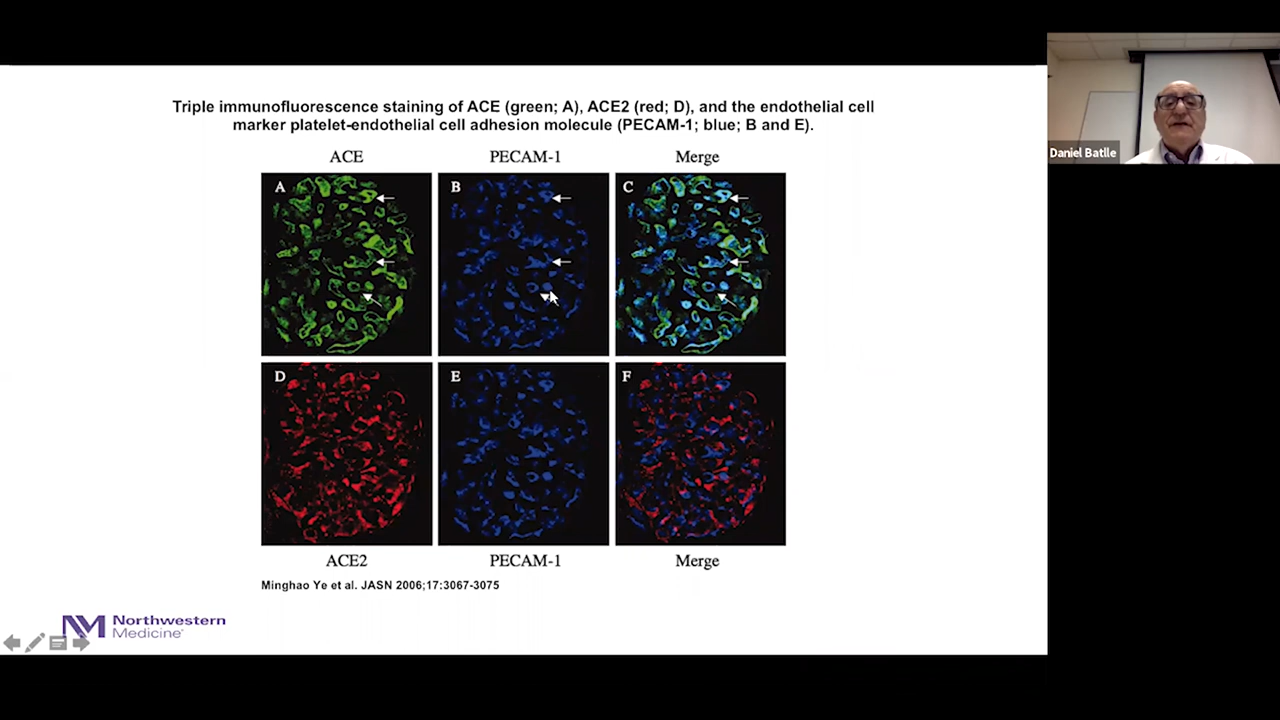 Triple immunofluorescence staining of ACE (green; A), ACE2 (red; D), and the endothelial cell
marker platelet-endothelial cell adhesion molecule (PECAM-1; blue; B and E).
ACE PECAM-1 Merge
A B C
D E F
ACE2 PECAM-1 Merge
Minghao Ye et al. JASN 2006;17:3067-3075
Northwestern
Medicine
Daniel Batlle